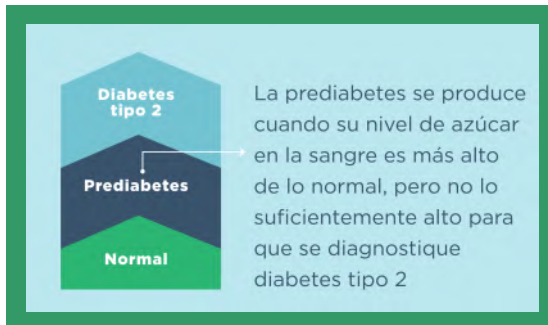 Diabetes
tipo 2
Prediabetes
Normal
La prediabetes se produce
cuando su nivel de azúcar
en la sangre es más alto
de lo normal, pero no lo
suficientemente alto para
que se diagnostique
diabetes tipo 2